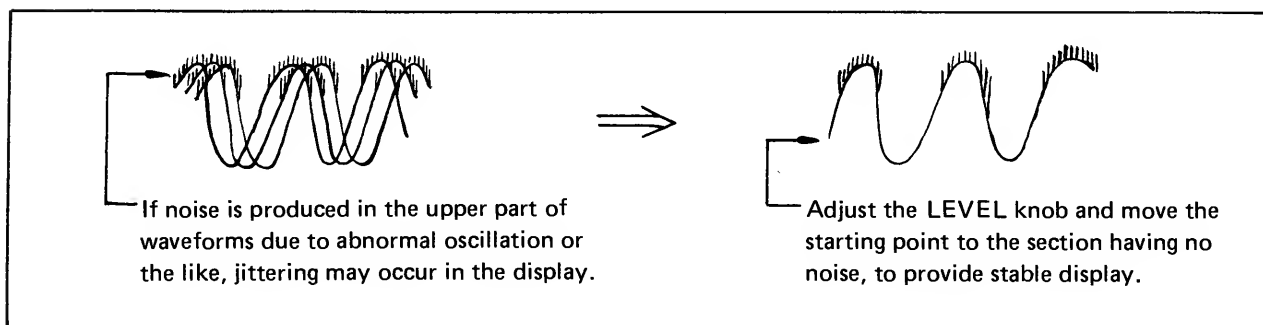 If noise is produced in the upper part of
waveforms due to abnormal oscillation or
the like, jittering may occur in the display.
Adjust the LEVEL knob and move the
starting point to the section having no
noise, to provide stable display.